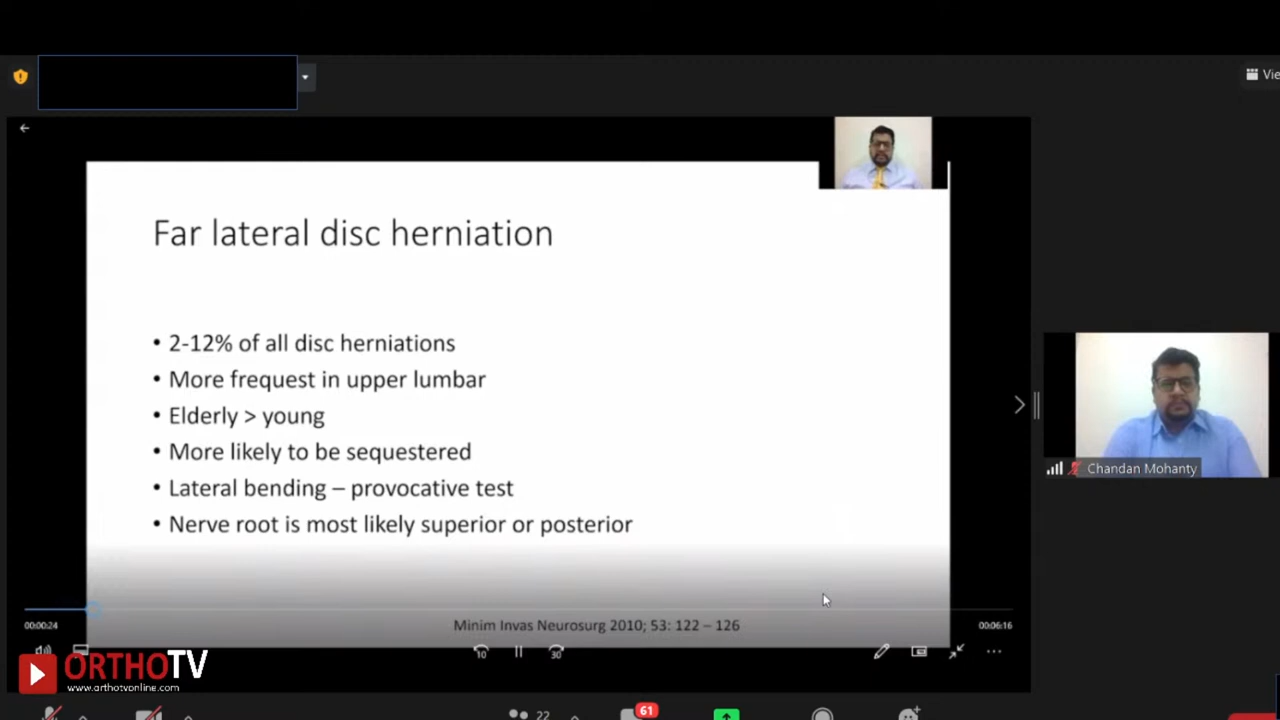 Vie
Far lateral disc herniation
• 2-12% of all disc herniations
• More frequest in upper lumbar
• Elderly > young
• More likely to be sequestered
• Lateral bending – provocative test
• Nerve root is most likely superior or posterior
Chandan Mohanty
Minim Invas Neurosurg 2010; 53: 122 – 126
00:00:24
00:06:16
10
30
ORTHOTV
www.orthotvonline.com
22
61